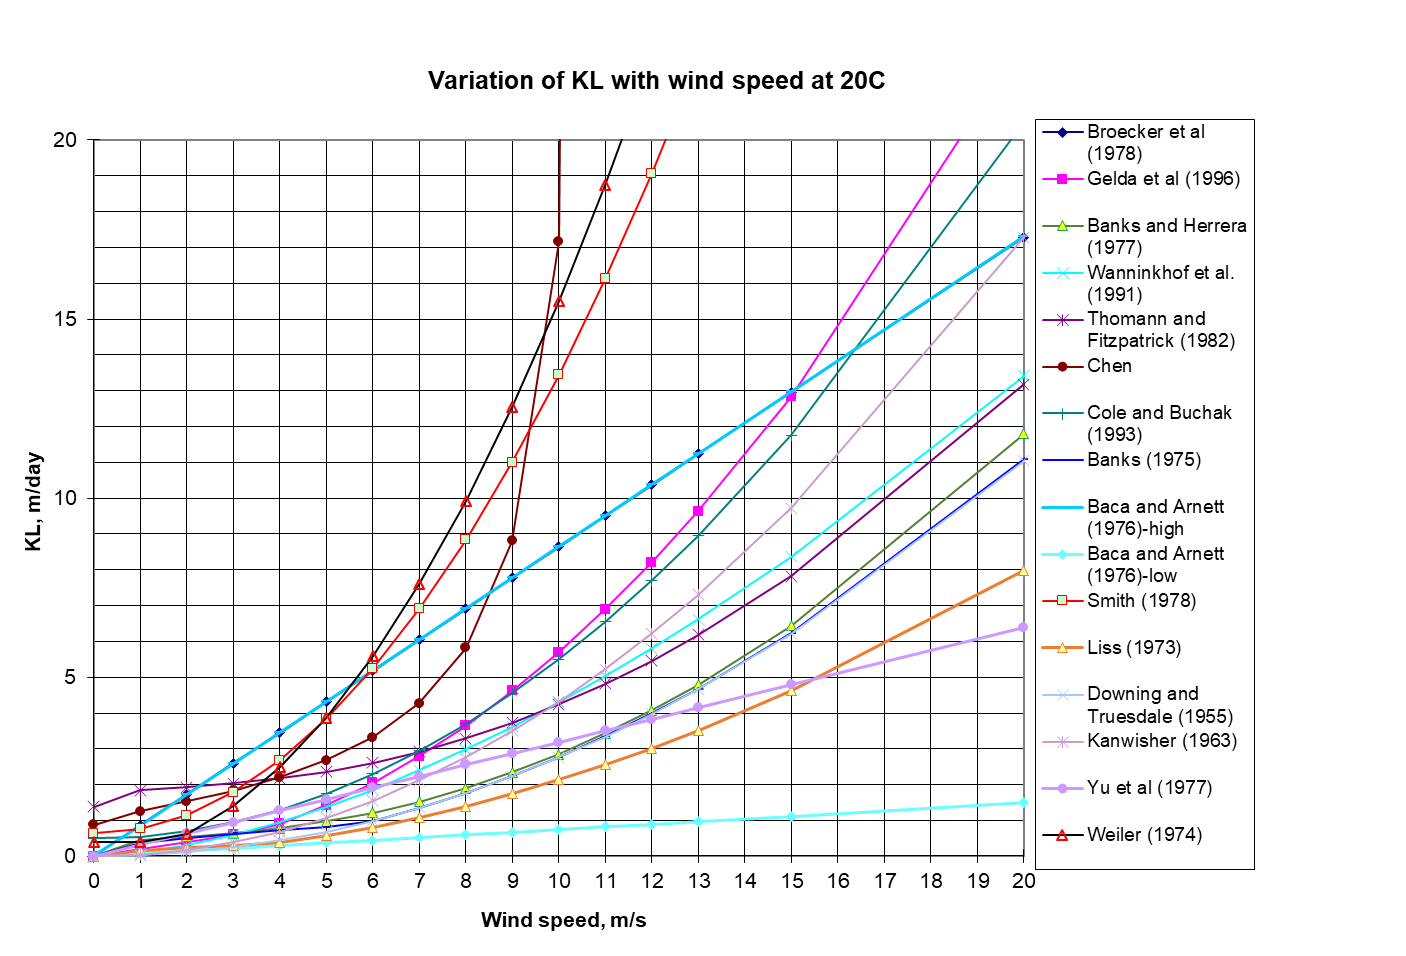 Variation of KL with wind speed at 20C
KL, m/day
20
15
10
5
0
0 1 2 3 4 5 6 7 8 9 10 11 12 13 14 15 16 17 18 19 20
Wind speed, m/s
Broecker et al
(1978)
Gelda et al (1996)
Banks and Herrera
(1977)
Wanninkhof et al.
(1991)
Thomann and
Fitzpatrick (1982)
Chen
Cole and Buchak
(1993)
Banks (1975)
Baca and Arnett
(1976)-high
Baca and Arnett
(1976)-low
Smith (1978)
Liss (1973)
Downing and
Truesdale (1955)
Kanwisher (1963)
Yu et al (1977)
Weiler (1974)